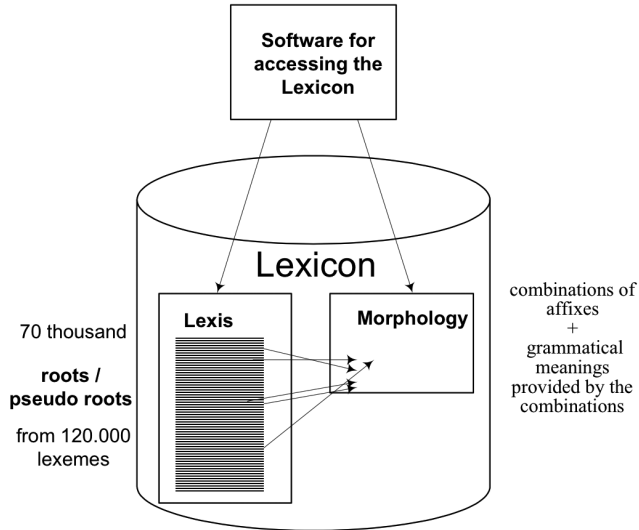 Software for
accessing the
Lexicon
Lexicon
Lexis
Morphology
70 thousand
roots /
pseudo roots
from 120.000
lexemes
combinations of
affixes
+
grammatical
meanings
provided by the
combinations